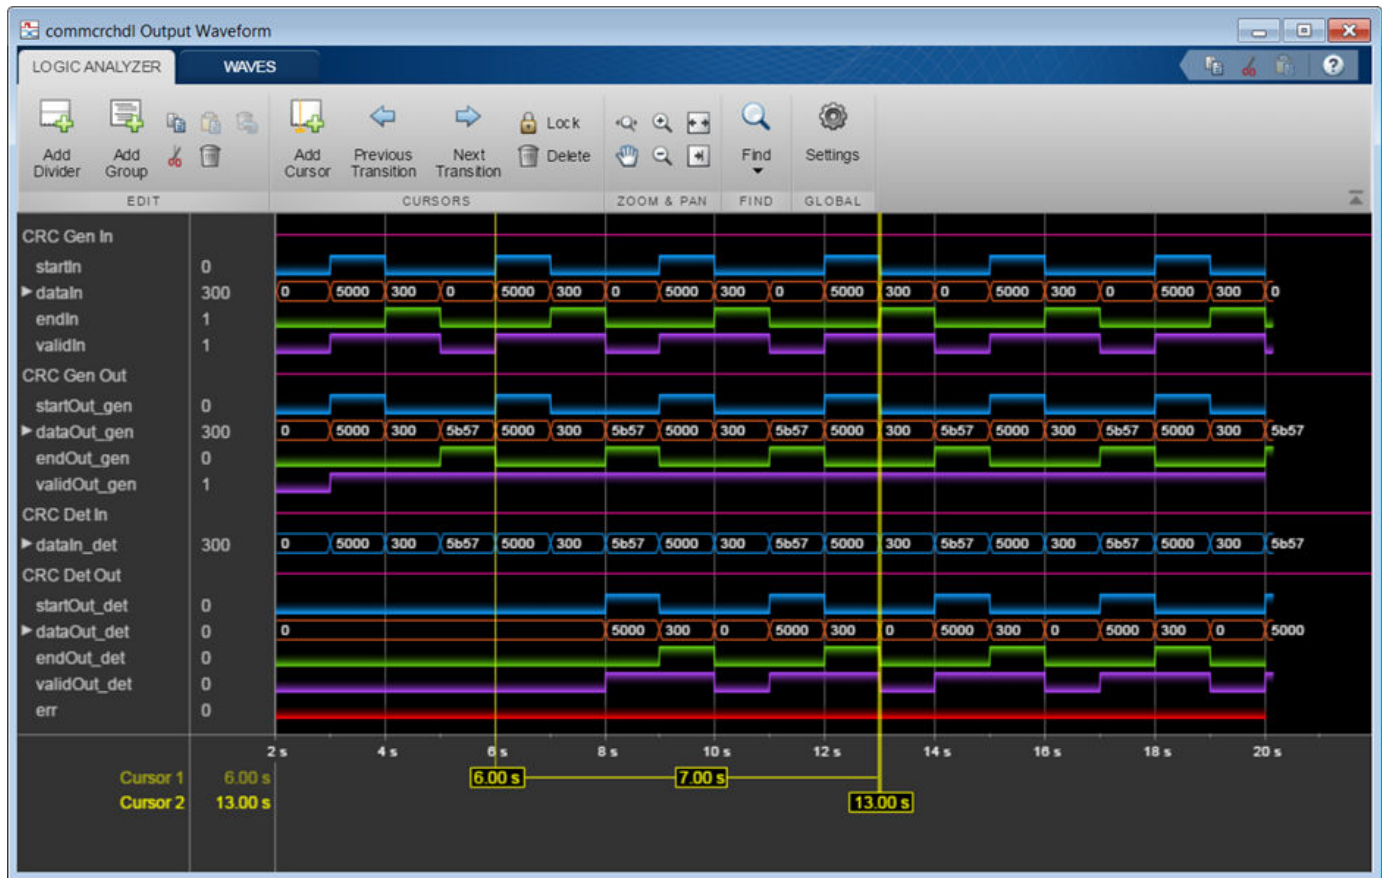 commcrchdl Output Waveform
LOGIC ANALYZER WAVES
Add Divider Add Group Add Cursor Previous Transition Next Transition Lock Delete Find Settings
EDIT CURSORS ZOOM & PAN FIND GLOBAL
CRC Gen In
startIn 0
dataIn 300 0 5000 300 0 5000 300 0 5000 300 0 5000 300 0 5000 300 0 5000 300 0
endIn 1
validIn 1
CRC Gen Out
startOut_gen 0
dataOut_gen 300 0 5000 300 5b57 5000 300 5b57 5000 300 5b57 5000 300 5b57 5000 300 5b57 5000 300 5b57
endOut_gen 0
validOut_gen 1
CRC Det In
dataIn_det 300 0 5000 300 5b57 5000 300 5b57 5000 300 5b57 5000 300 5b57 5000 300 5b57 5000 300 5b57
CRC Det Out
startOut_det 0
dataOut_det 0 0 5000 300 0 5000 300 0 5000 300 0 5000 300 0 5000
endOut_det 0
validOut_det 0
err 0
2 s 4 s 6 s 8 s 10 s 12 s 14 s 16 s 18 s 20 s
Cursor 1 6.00 s 6.00 s 7.00 s
Cursor 2 13.00 s 13.00 s